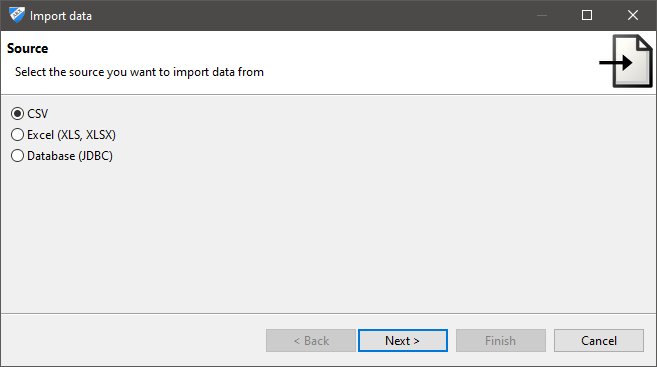 Import data
Source
Select the source you want to import data from
CSV
Excel (XLS, XLSX)
Database (JDBC)
< Back
Next >
Finish
Cancel